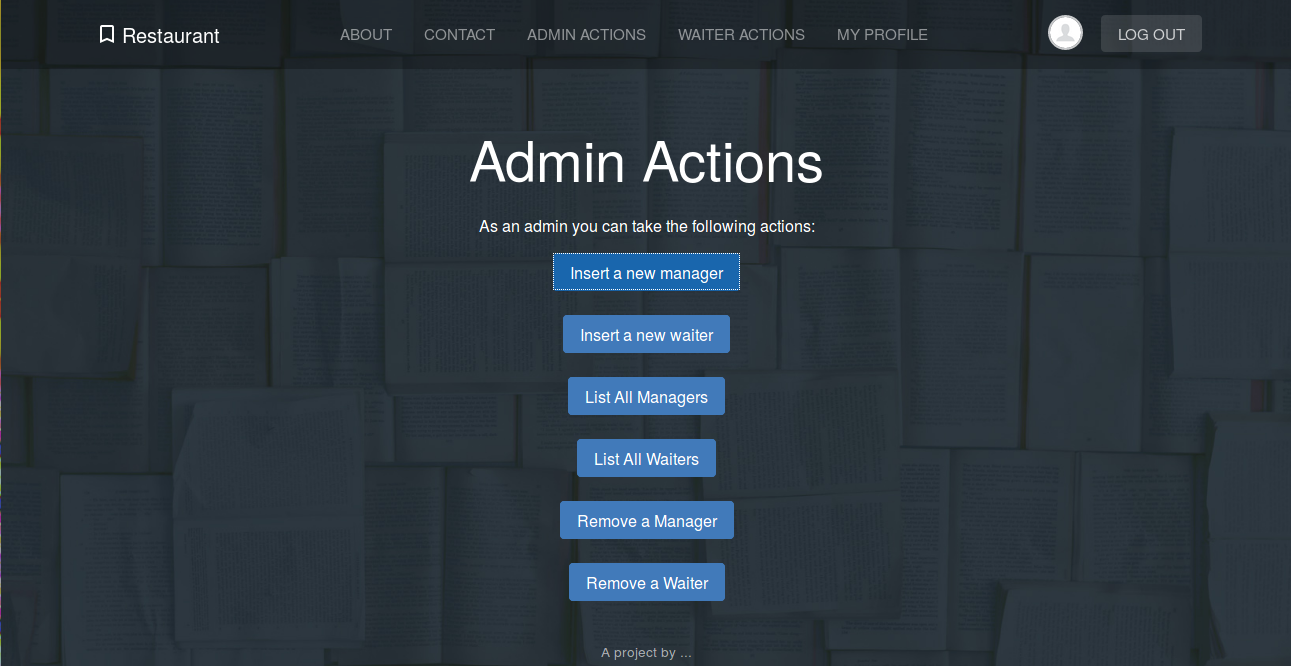 Restaurant ABOUT CONTACT ADMIN ACTIONS WAITER ACTIONS MY PROFILE LOG OUT
Admin Actions
As an admin you can take the following actions:
Insert a new manager
Insert a new waiter
List All Managers
List All Waiters
Remove a Manager
Remove a Waiter
A project by ...